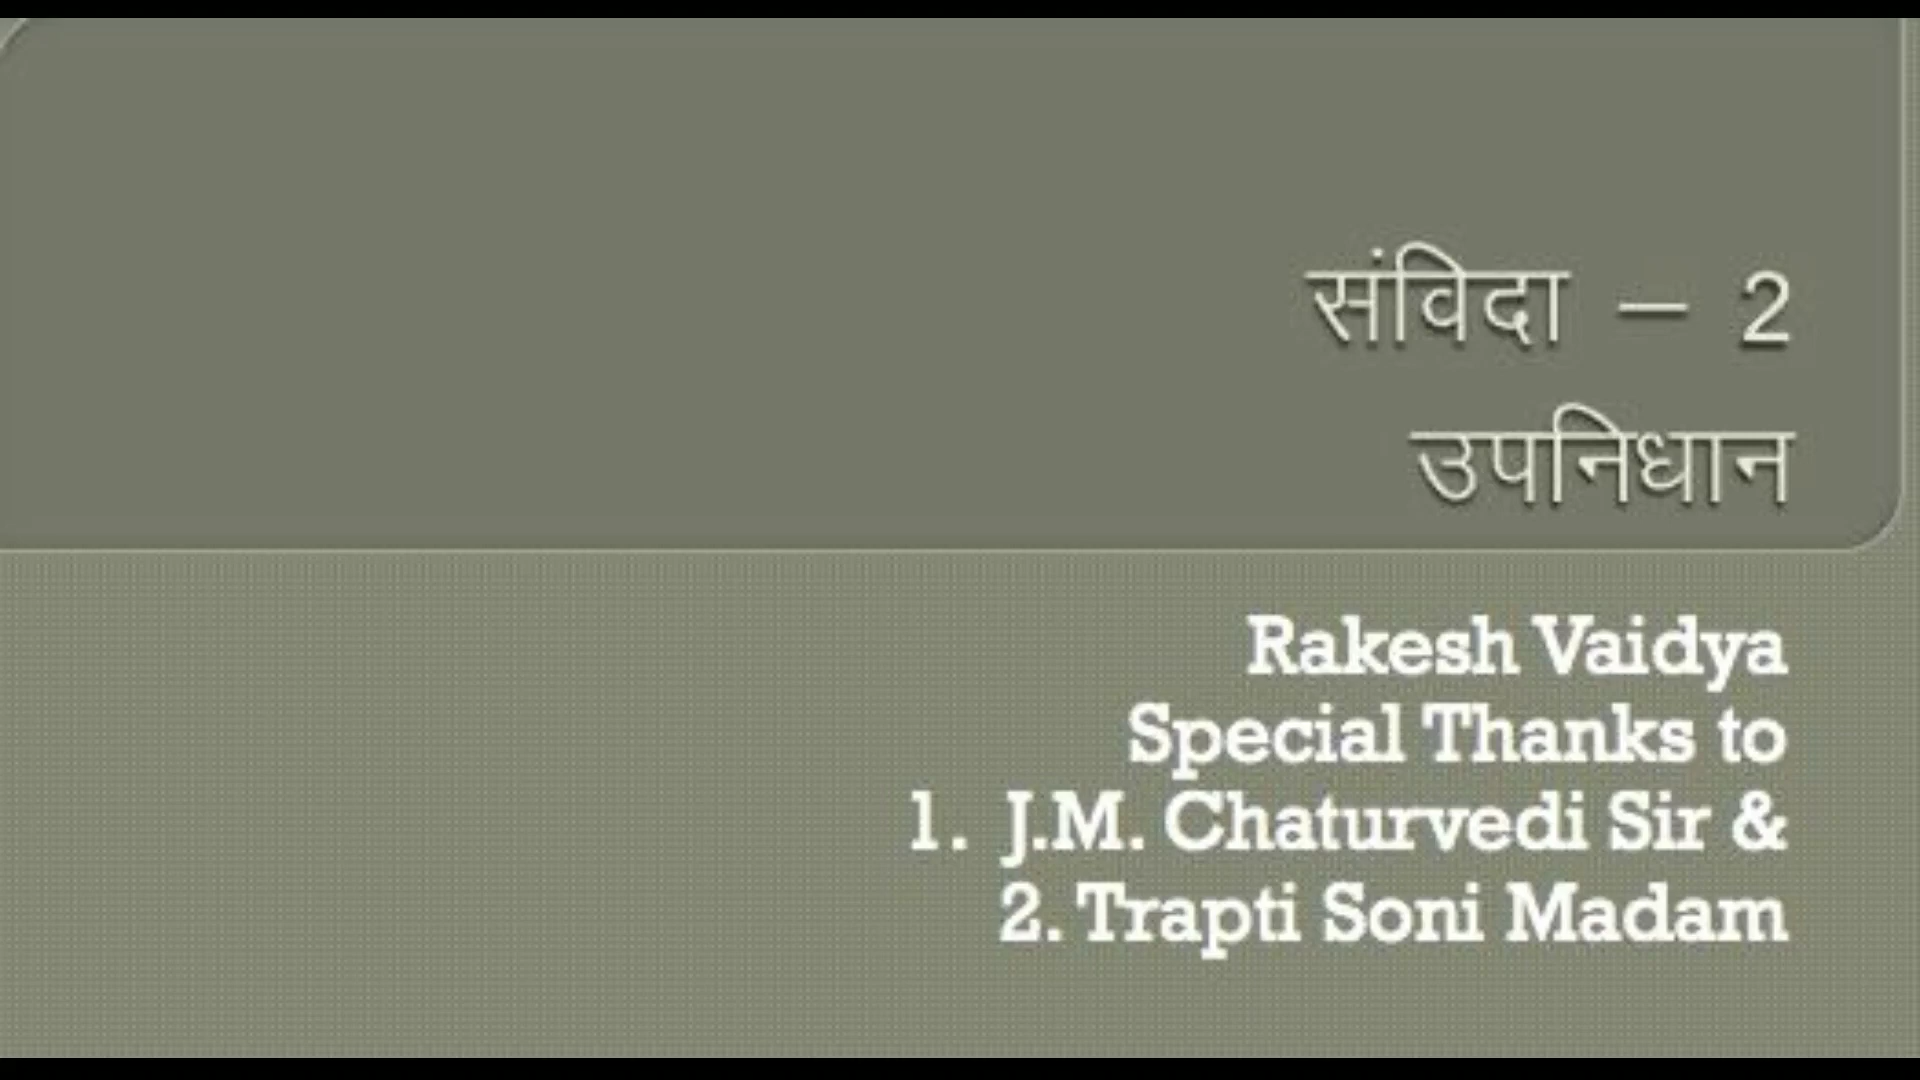 संविदा – 2
उपनिधान
Rakesh Vaidya
Special Thanks to
1. J.M. Chaturvedi Sir &
2. Trapti Soni Madam